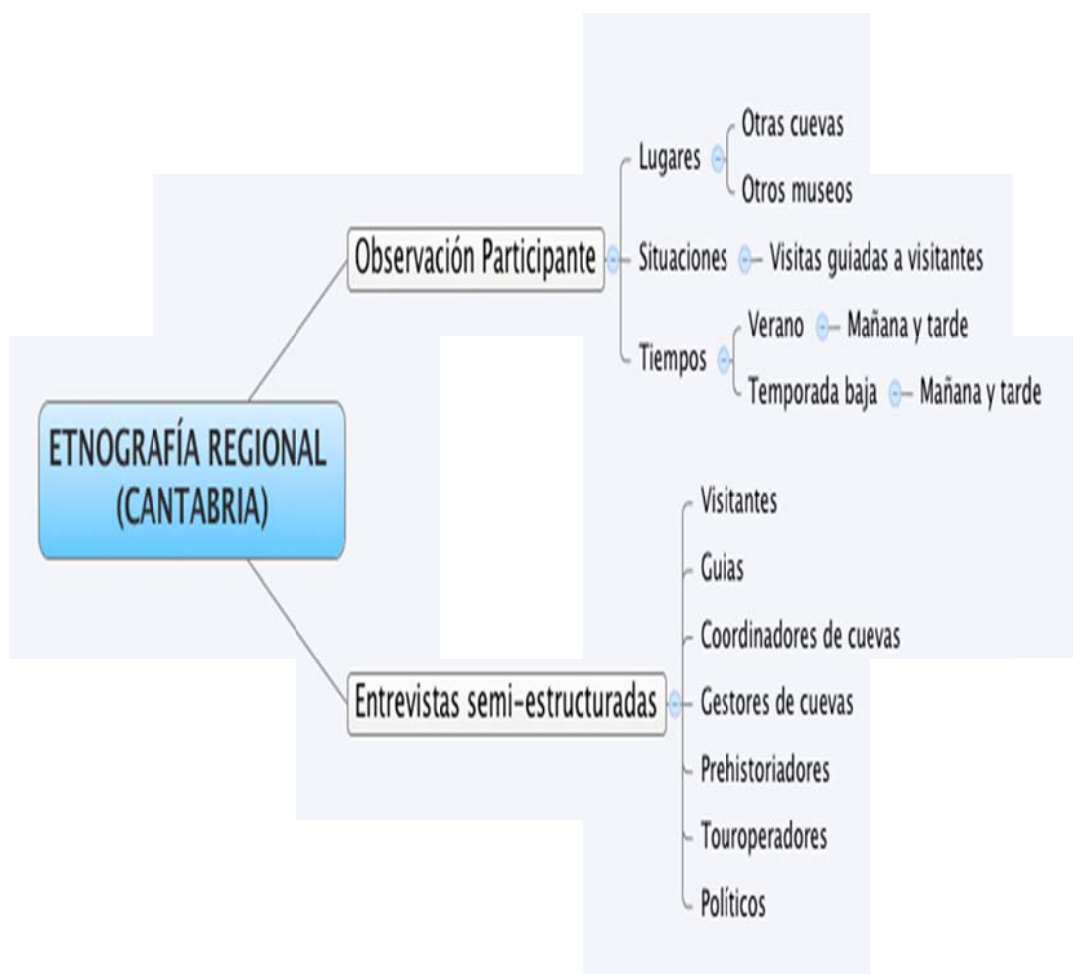 ETNOGRAFÍA REGIONAL
(CANTABRIA)
Observación Participante
Lugares
Otras cuevas
Otros museos
Situaciones
Visitas guiadas a visitantes
Tiempos
Verano
Mañana y tarde
Temporada baja
Mañana y tarde
Entrevistas semi-estructuradas
Visitantes
Guias
Coordinadores de cuevas
Gestores de cuevas
Prehistoriadores
Touroperadores
Políticos